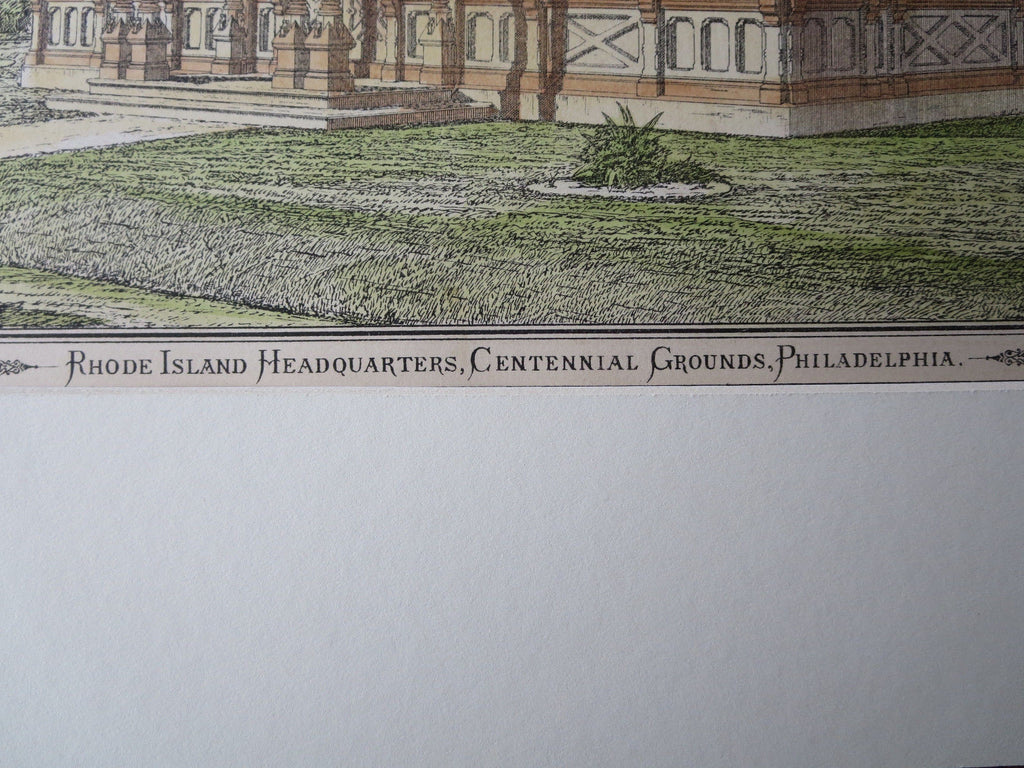 Rhode Island Headquarters, Centennial Grounds, Philadelphia.